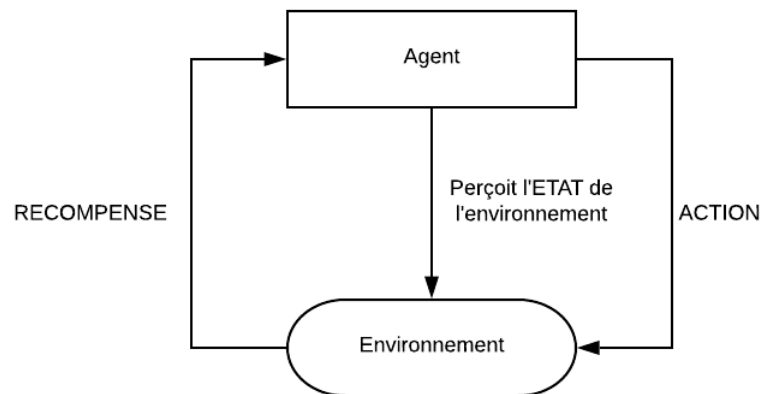 Agent
Perçoit l'ETAT de
l'environnement
RECOMPENSE
ACTION
Environnement